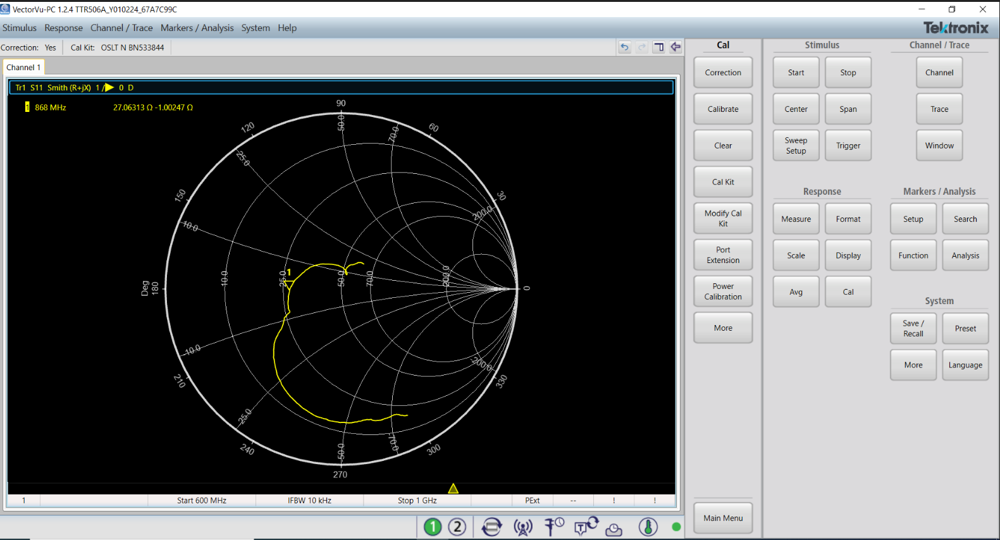 VectorVu-PC 1.2.4 TTR506A_Y010224_67A7C99C
Stimulus Response Channel / Trace Markers / Analysis System Help
Tektronix
Correction: Yes Cal Kit: OSLT N BN533844
Channel 1
Tr1 S11 Smith (R+jX) 1 / 0 D
1 868 MHz 27.06313 Ω -1.00247 Ω
90
120
60
50.0
70.0
25.0
150
30
200.0
10.0
1
10.0
25.0
50.0
70.0
200.0
Deg
180
0
-10.0
-200.0
210
330
-25.0
-70.0
-50.0
240
300
270
1 Start 600 MHz IFBW 10 kHz Stop 1 GHz PExt -- ! !
1 2
Cal
Correction
Calibrate
Clear
Cal Kit
Modify Cal
Kit
Port
Extension
Power
Calibration
More
Main Menu
Stimulus
Start Stop
Center Span
Sweep
Setup
Trigger
Response
Measure Format
Scale Display
Avg Cal
Channel / Trace
Channel
Trace
Window
Markers / Analysis
Setup Search
Function Analysis
System
Save /
Recall
Preset
More Language